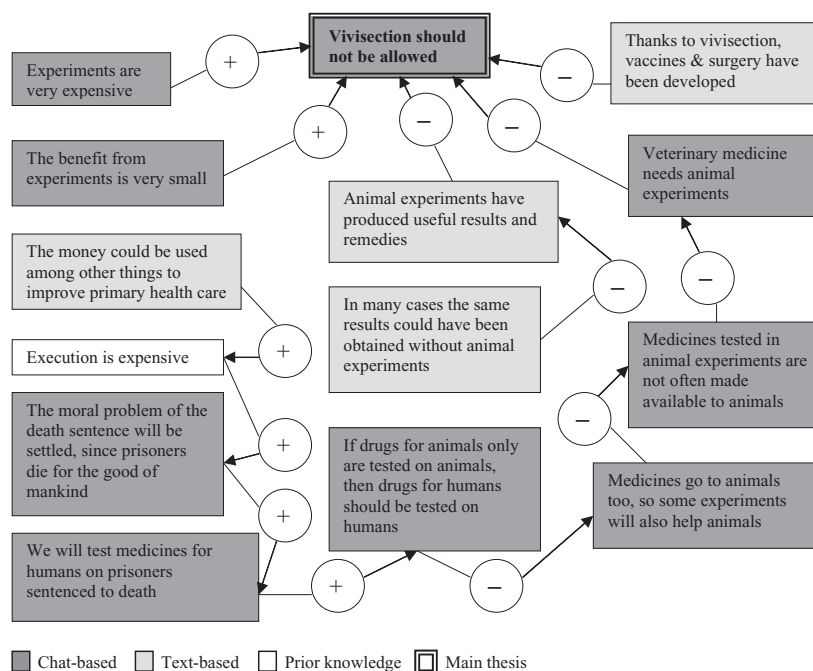 Vivisection should
not be allowed
Experiments are
very expensive
+
−
Thanks to vivisection,
vaccines & surgery have
been developed
+
−
−
The benefit from
experiments is very small
Veterinary medicine
needs animal
experiments
Animal experiments have
produced useful results and
remedies
The money could be used
among other things to
improve primary health care
−
−
In many cases the same
results could have been
obtained without animal
experiments
+
Execution is expensive
Medicines tested in
animal experiments are
not often made
available to animals
The moral problem of the
death sentence will be
settled, since prisoners
die for the good of
mankind
+
−
If drugs for animals only
are tested on animals,
then drugs for humans
should be tested on
humans
Medicines go to animals
too, so some experiments
will also help animals
+
We will test medicines for
humans on prisoners
sentenced to death
+
−
Chat-based Text-based Prior knowledge Main thesis